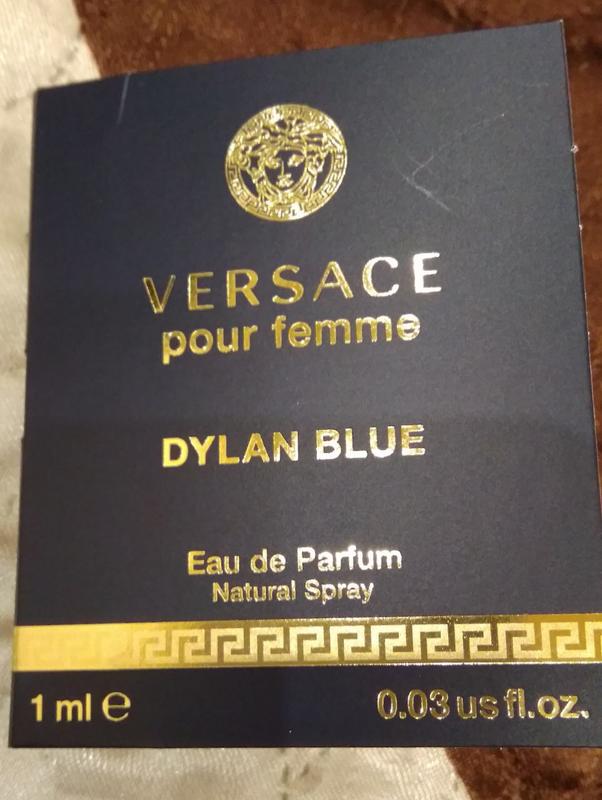 VERSACE
pour femme
DYLAN BLUE
Eau de Parfum
Natural Spray
1 ml ℮ 0.03 us fl.oz.